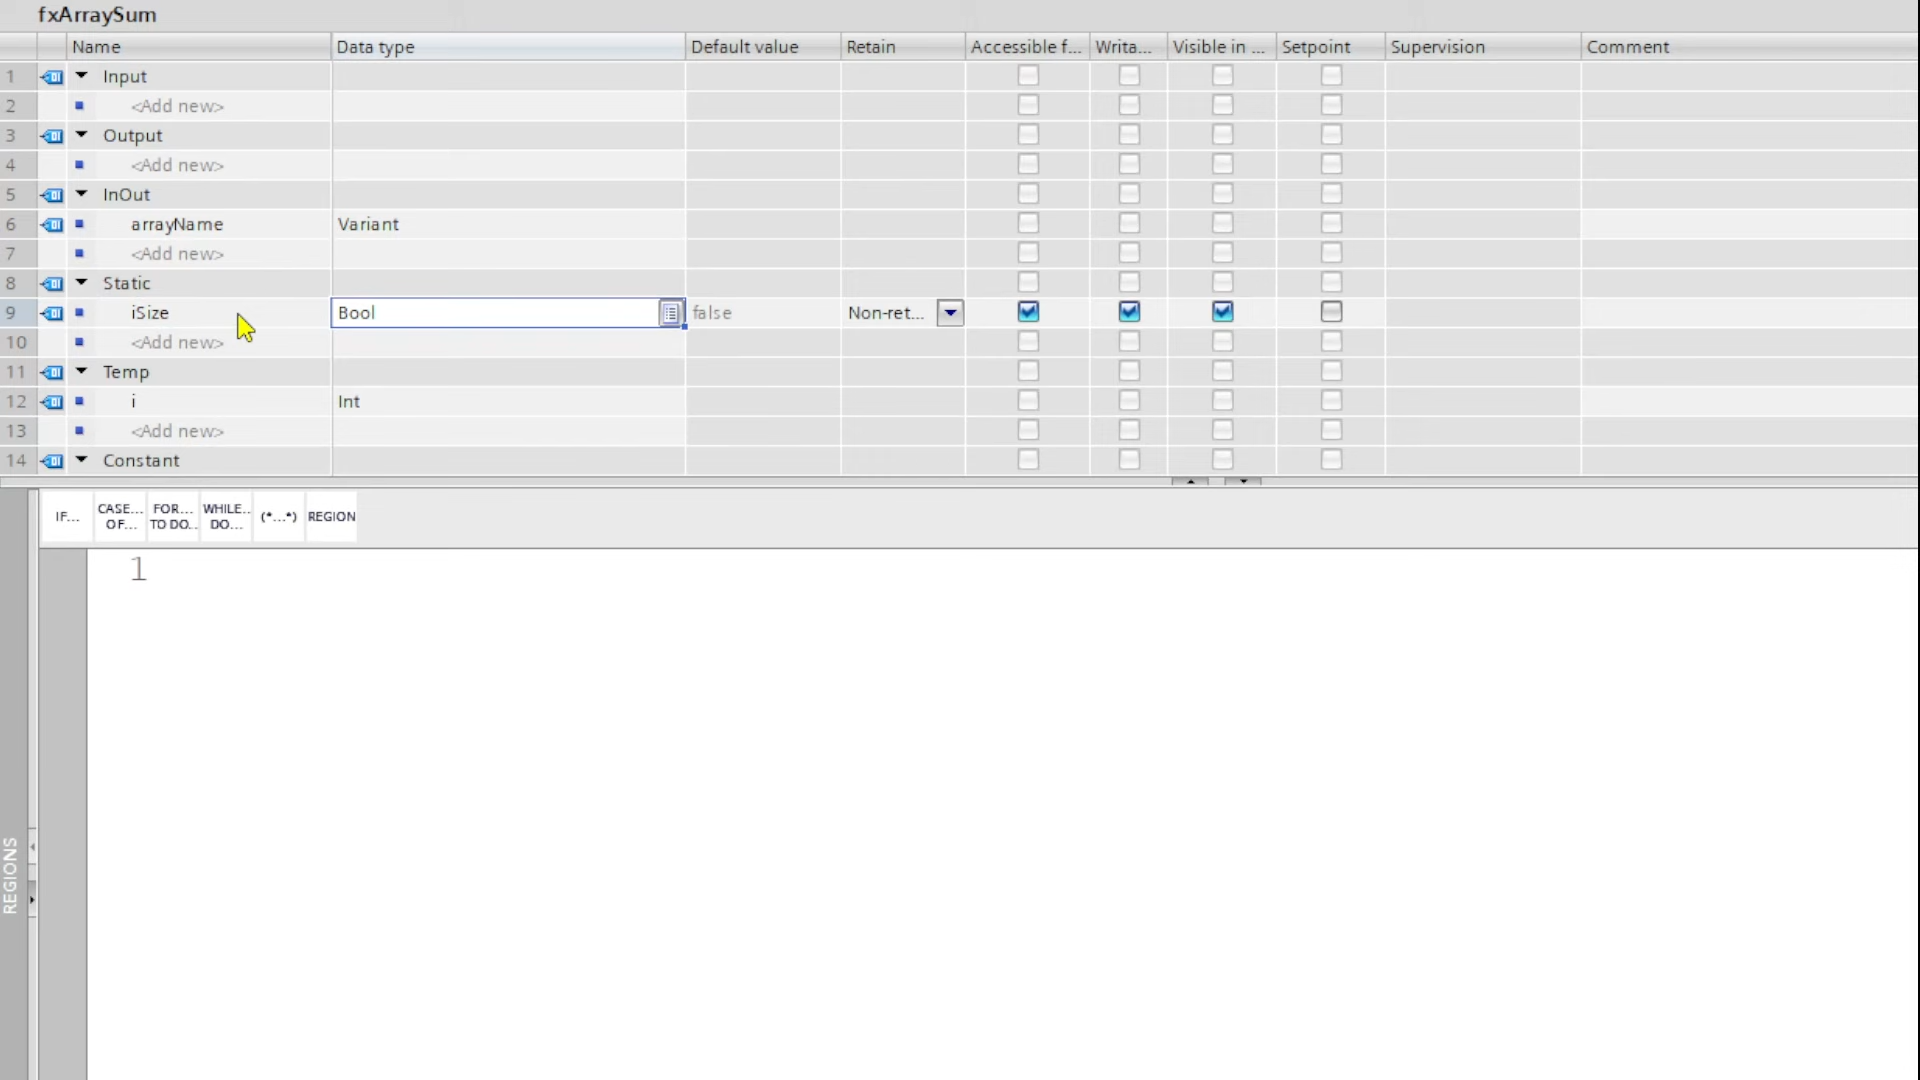 fxArraySum
Name Data type Default value Retain Accessible f... Writa... Visible in ... Setpoint Supervision Comment
1 Input
2 <Add new>
3 Output
4 <Add new>
5 InOut
6 arrayName Variant
7 <Add new>
8 Static
9 iSize Bool false Non-ret...
10 <Add new>
11 Temp
12 i Int
13 <Add new>
14 Constant
IF... CASE... OF... FOR... TO DO.. WHILE.. DO... (*...*) REGION
1
REGIONS